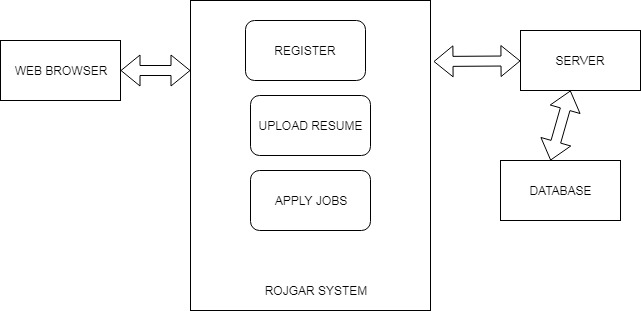 REGISTER
WEB BROWSER
SERVER
UPLOAD RESUME
DATABASE
APPLY JOBS
ROJGAR SYSTEM